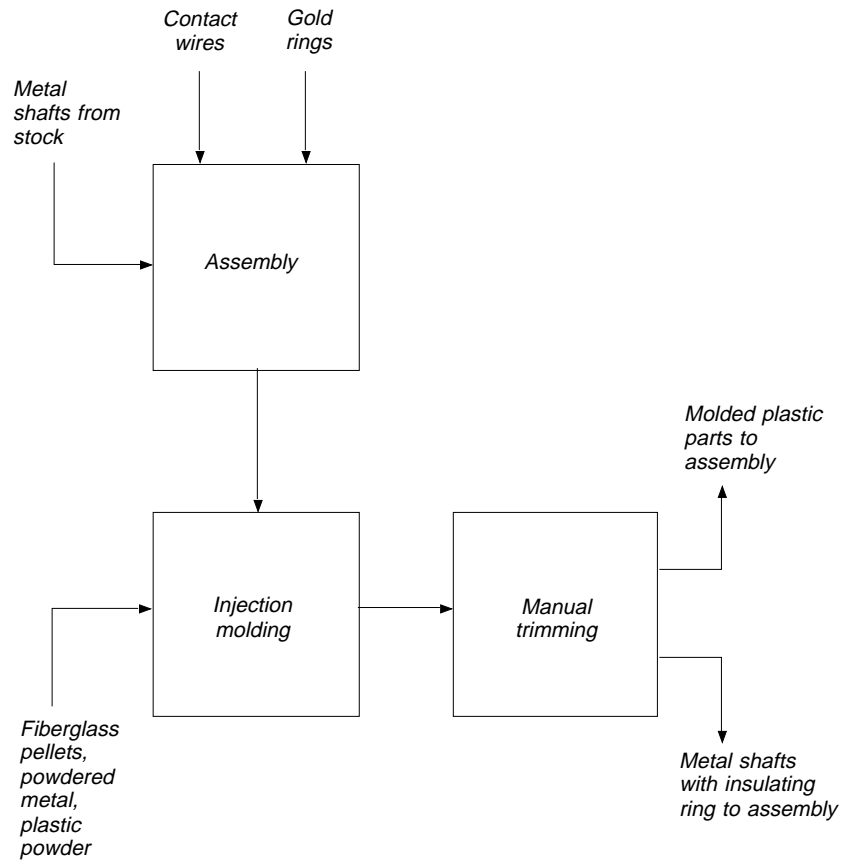 Contact
wires
Gold
rings
Metal
shafts from
stock
Assembly
Molded plastic
parts to
assembly
Injection
molding
Manual
trimming
Fiberglass
pellets,
powdered
metal,
plastic
powder
Metal shafts
with insulating
ring to assembly